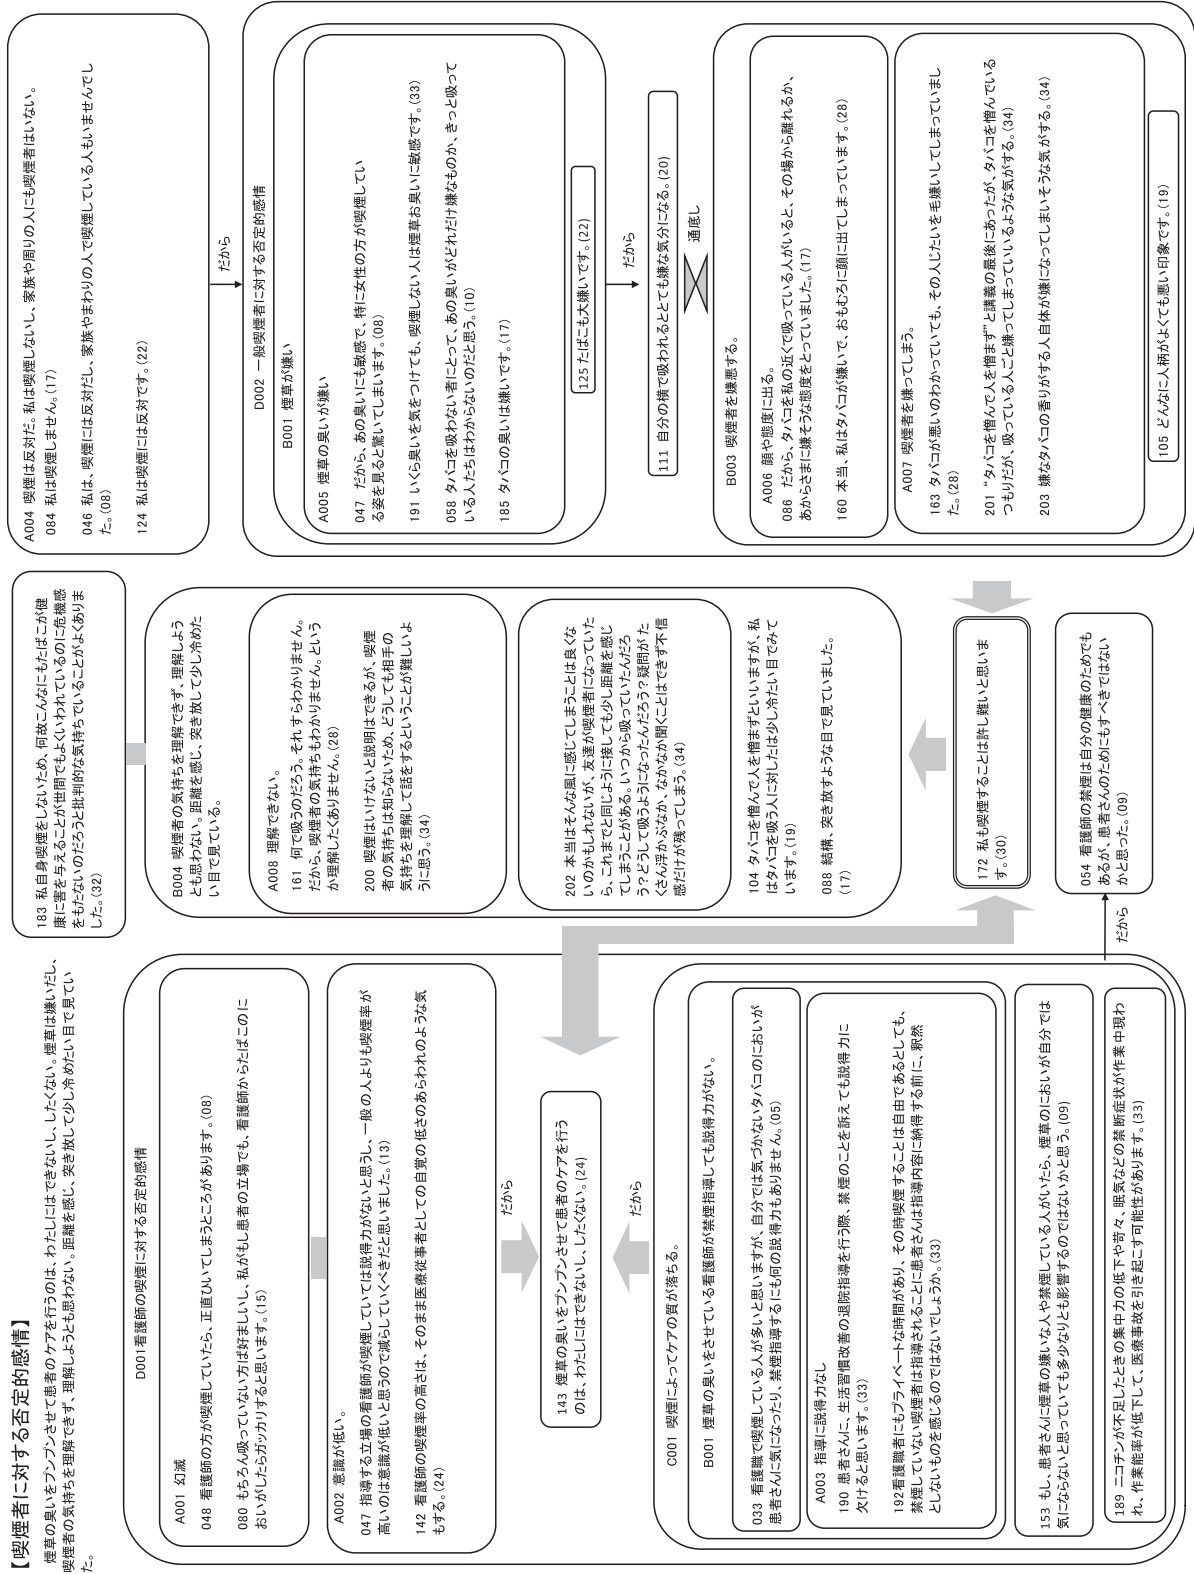 【喫煙者に対する否定的感情】
煙草の臭いをプンプンさせて患者のケアを行うのは、わたしにはできないし、したくない。煙草は嫌いだし、
喫煙者の気持ちを理解できず、理解しようとも思わない。距離を感じ、突き放して少し冷めたい目で見てい
た。
D001看護師の喫煙に対する否定的感情
A001 幻滅
048 看護師の方が喫煙していたら、正直ひいてしまうところがあります。(08)
080 もちろん吸っていない方ば好ましいし、私がもし患者の立場でも、看護師からたばこのに
おいがしたらガッカリすると思います。(15)
A002 意識が低い。
047 指導する立場の看護師が喫煙していては説得力がないと思うし、一般の人よりも喫煙率が
高いのは意識が低いと思うので減らしていくべきだと思いました。(13)
142 看護師の喫煙率の高さは、そのまま医療従事者としての自覚の低さのあらわれのような気
もする。(24)
だから
143 煙草の臭いをプンプンさせて患者のケアを行う
のは、わたしにはできないし、したくない。(24)
だから
C001 喫煙によってケアの質が落ちる。
B001 煙草の臭いをさせている看護師が禁煙指導しても説得力がない。
033 看護職で喫煙している人が多いと思いますが、自分では気づかないタバコのにおいが
患者さんに気になったり、禁煙指導するにも何の説得力もありません。(05)
A003 指導に説得力なし
190 患者さんに、生活習慣改善の退院指導を行う際、禁煙のことを訴えても説得力に
欠けると思います。(33)
192看護職者にもプライベートな時間があり、その時喫煙することは自由であるとしても、
禁煙していない喫煙者は指導されることに患者さんは指導内容に納得する前に、釈然
としないものを感じるのではないでしょうか。(33)
153 もし、患者さんに煙草の嫌いな人や禁煙している人がいたら、煙草のにおいが自分では
気にならないと思っていても多少なりとも影響するのではないかと思う。(09)
189 ニコチンが不足したときの集中力の低下や苛々、眠気などの禁断症状が作業中現わ
れ、作業能率が低下して、医療事故を引き起こす可能性があります。(33)
だから
183 私自身喫煙をしないため、何故こんなにもたばこが健
康に害を与えることが世間でもよくいわれているのに危機感
をもたないのだろうと批判的な気持ちでいることがよくありま
した。(32)
B004 喫煙者の気持ちを理解できず、理解しよう
とも思わない。距離を感じ、突き放して少し冷めた
い目で見ている。
A008 理解できない。
161 何で吸うのだろう。それすらわかりません。
だから、喫煙者の気持ちもわかりません。という
か理解したくありません。(28)
200 喫煙はいけないと説明はできるが、喫煙
者の気持ちは知らないため、どうしても相手の
気持ちを理解して話をするということが難しいよ
うに思う。(34)
202 本当はそんな風に感じてしまうことは良くな
いのかもしれないが、友達が喫煙者になっていた
ら、これまでと同じように接しても少し距離を感じ
てしまうことがある。いつから吸っていたんだろ
う?どうして吸うようになったんだろう?疑問がた
くさん浮かぶなか、なかなか聞くことはできず不信
感だけが残ってしまう。(34)
104 タバコを憎んで人を憎まずといいますが、私
はタバコを吸う人に対したは少し冷たい目でみて
います。(19)
088 結構、突き放すような目で見ていました。
(17)
172 私も喫煙することは許し難いと思いま
す。(30)
054 看護師の禁煙は自分の健康のためでも
あるが、患者さんのためにもすべきではない
かと思った。(09)
A004 喫煙は反対だ。私は喫煙しないし、家族や周りの人にも喫煙者はいない。
084 私は喫煙しません。(17)
046 私は、喫煙には反対だし、家族やまわりの人で喫煙している人もいませんでし
た。(08)
124 私は喫煙には反対です。(22)
だから
D002 一般喫煙者に対する否定的感情
B001 煙草が嫌い
A005 煙草の臭いが嫌い
047 だから、あの臭いにも敏感で、特に女性の方が喫煙してい
る姿を見ると驚いてしまいます。(08)
191 いくら臭いを気をつけても、喫煙しない人は煙草お臭いに敏感です。(33)
058 タバコを吸わない者にとって、あの臭いがどれだけ嫌なものか、きっと吸って
いる人たちはわからないのだと思う。(10)
185 タバコの臭いは嫌いです。(17)
125 たばこも大嫌いです。(22)
だから
111 自分の横で吸われるととても嫌な気分になる。(20)
通底し
B003 喫煙者を嫌悪する。
A006 顔や態度に出る。
086 だから、タバコを私の近くで吸っている人がいると、その場から離れるか、
あからさまに嫌そうな態度をとっていました。(17)
160 本当、私はタバコが嫌いで、おもむろに顔に出てしまっています。(28)
A007 喫煙者を嫌ってしまう。
163 タバコが悪いのわかっていても、その人じたいを毛嫌いしてしまっていまし
た。(28)
201 “タバコを憎んで人を憎まず”と講義の最後にあったが、タバコを憎んでいる
つもりだが、吸っている人ごと嫌ってしまっているような気がする。(34)
203 嫌なタバコの香りがする人自体が嫌になってしまいそうな気がする。(34)
105 どんなに人柄がよくても悪い印象です。(19)